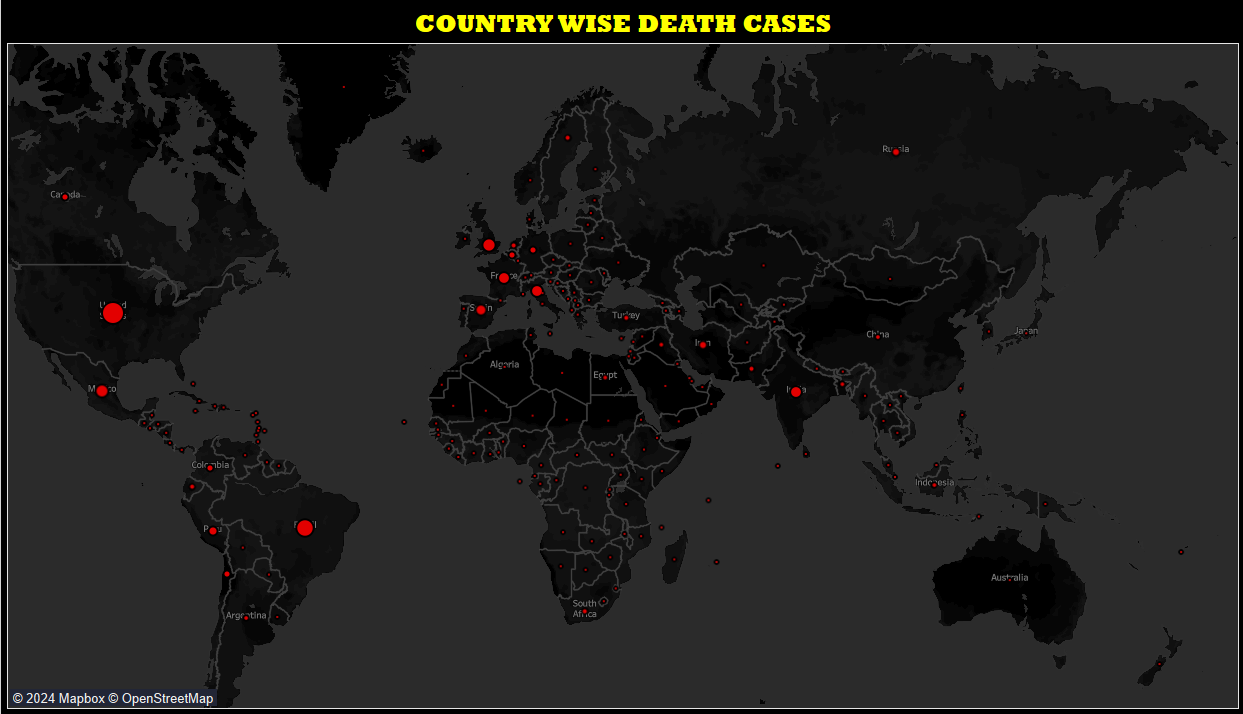 COUNTRY WISE DEATH CASES
Russia
Canada
France
United
States
Spain
Turkey
Japan
China
Iran
Algeria
Egypt
Mexico
India
Colombia
Indonesia
Brazil
Peru
Australia
South
Africa
Argentina
© 2024 Mapbox © OpenStreetMap